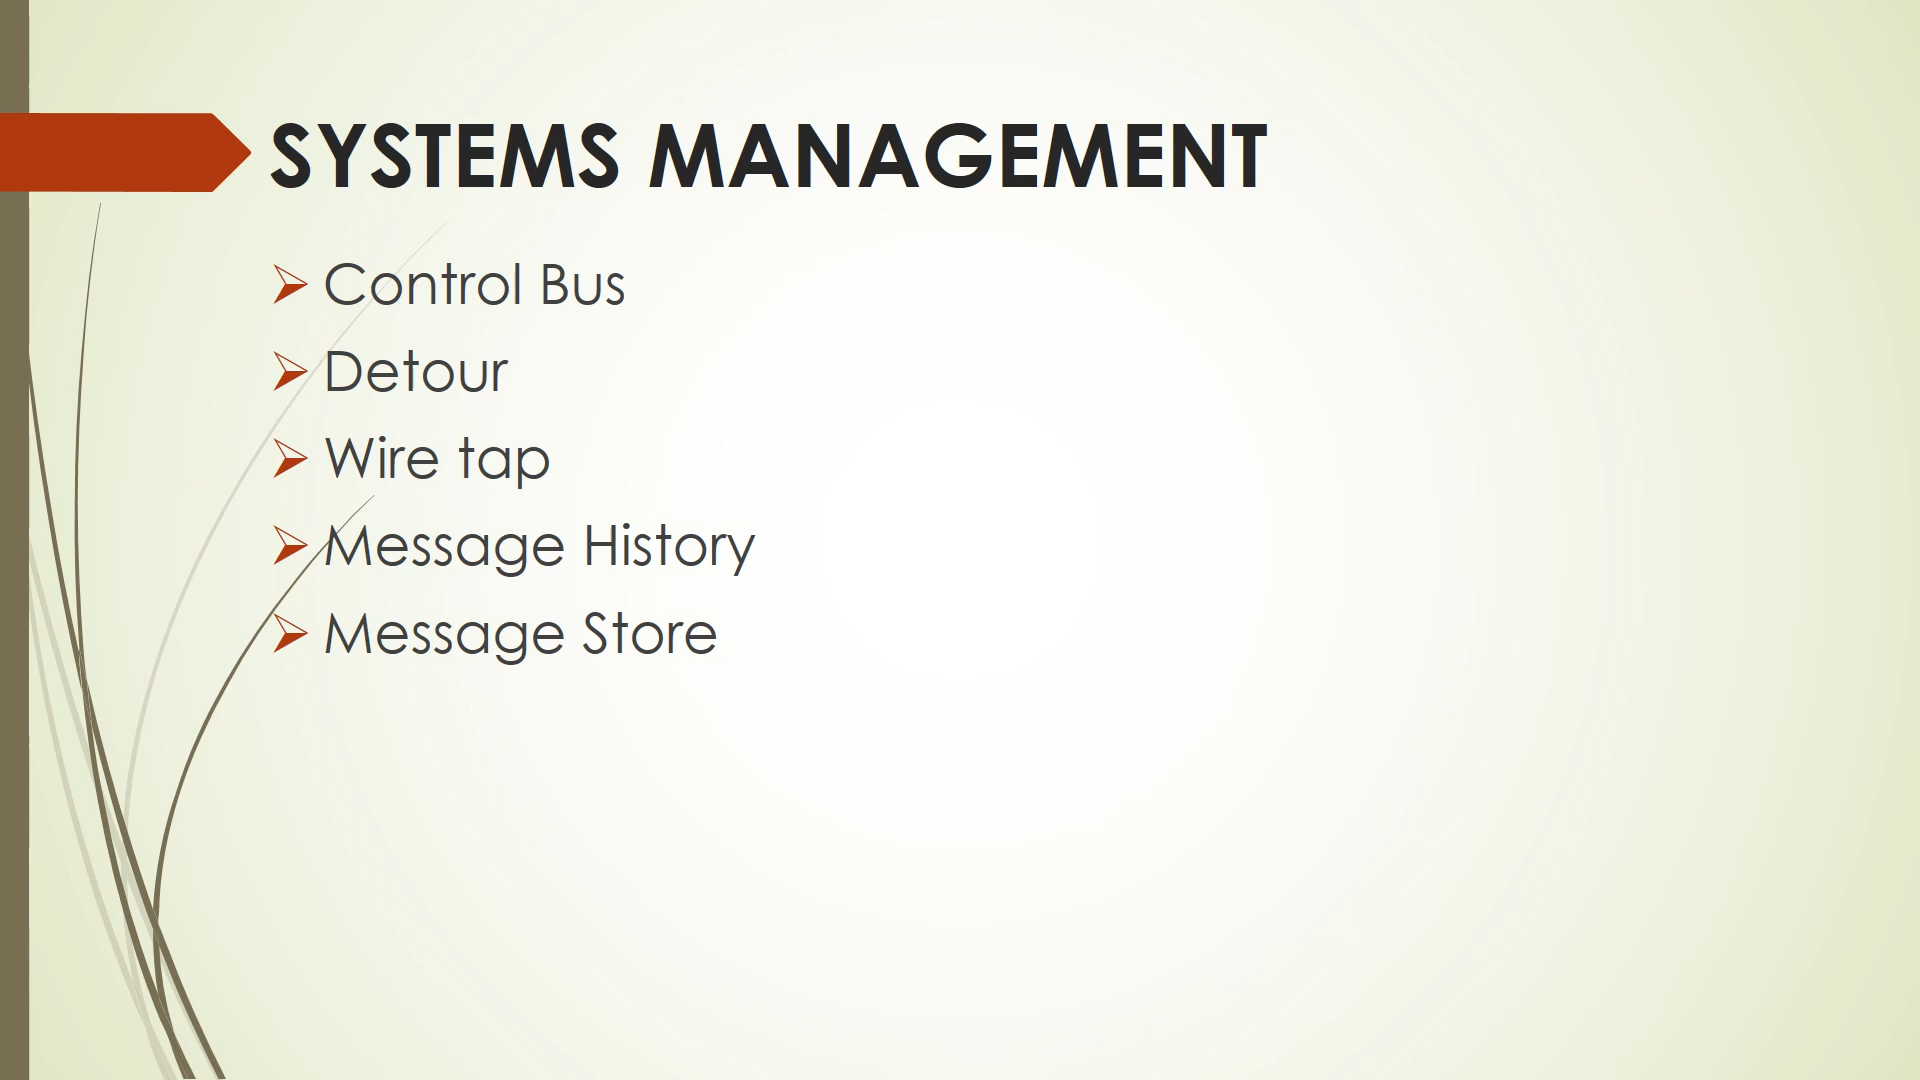 SYSTEMS MANAGEMENT
Control Bus
Detour
Wire tap
Message History
Message Store